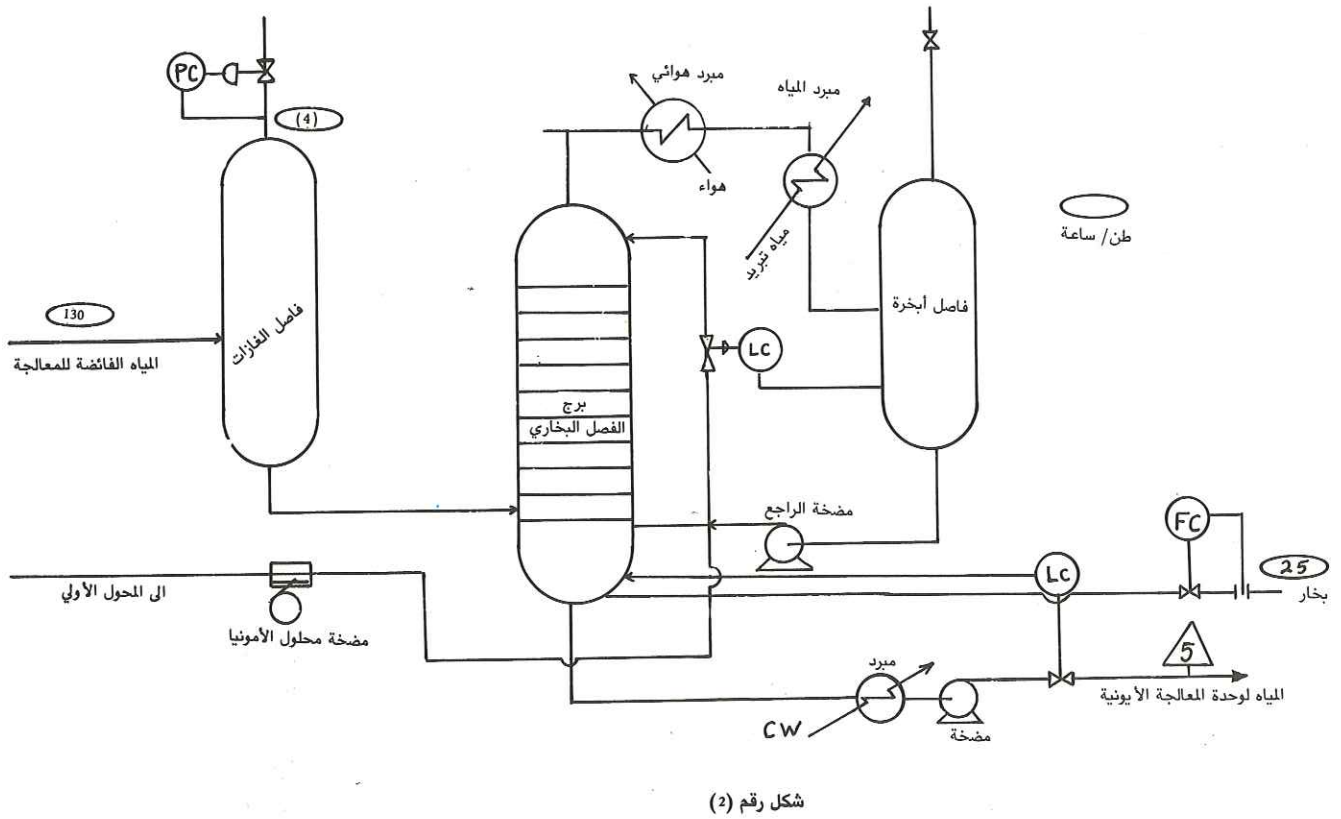 PC
(4)
مبرد هوائي
مبرد المياه
هواء
مياه تبريد
طن/ ساعة
130
المياه الفائضة للمعالجة
فاصل الغازات
فاصل أبخرة
LC
برج
الفصل البخاري
مضخة الراجع
FC
25
بخار
LC
الى المحول الأولي
مضخة محلول الأمونيا
5
المياه لوحدة المعالجة الأيونية
مبرد
CW
مضخة
شكل رقم (2)